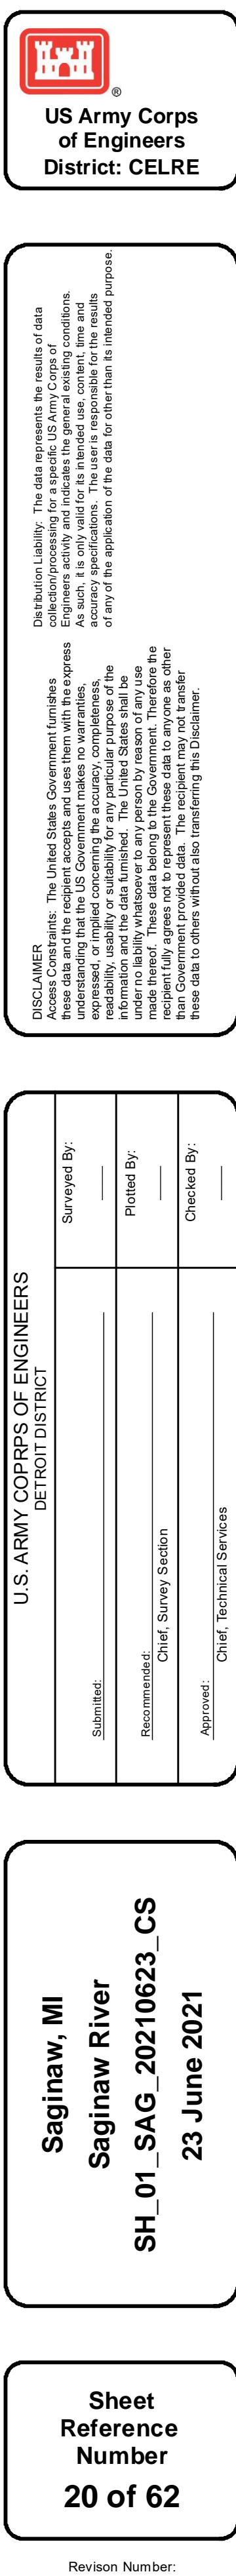 ®
US Army Corps
of Engineers
District: CELRE
DISCLAIMER
Access Constraints: The United States Government furnishes
these data and the recipient accepts and uses them with the express
understanding that the US Government makes no warranties,
expressed, or implied concerning the accuracy, completeness,
readability, usability or suitability for any particular purpose of the
information and the data furnished. The United States shall be
under no liability whatsoever to any person by reason of any use
made thereof. These data belong to the Government. Therefore the
recipient fully agrees not to represent these data to anyone as other
than Government provided data. The recipient may not transfer
these data to others without also transferring this Disclaimer.
Distribution Liability: The data represents the results of data
collection/processing for a specific US Army Corps of
Engineers activity and indicates the general existing conditions.
As such, it is only valid for its intended use, content, time and
accuracy specifications. The user is responsible for the results
of any of the application of the data for other than its intended purpose.
U.S. ARMY COPRPS OF ENGINEERS
DETROIT DISTRICT
Submitted:
Surveyed By:
Recommended:
Chief, Survey Section
Plotted By:
Approved:
Chief, Technical Services
Checked By:
Saginaw, MI
Saginaw River
SH_01_SAG_20210623_CS
23 June 2021
Sheet
Reference
Number
20 of 62
Revison Number: